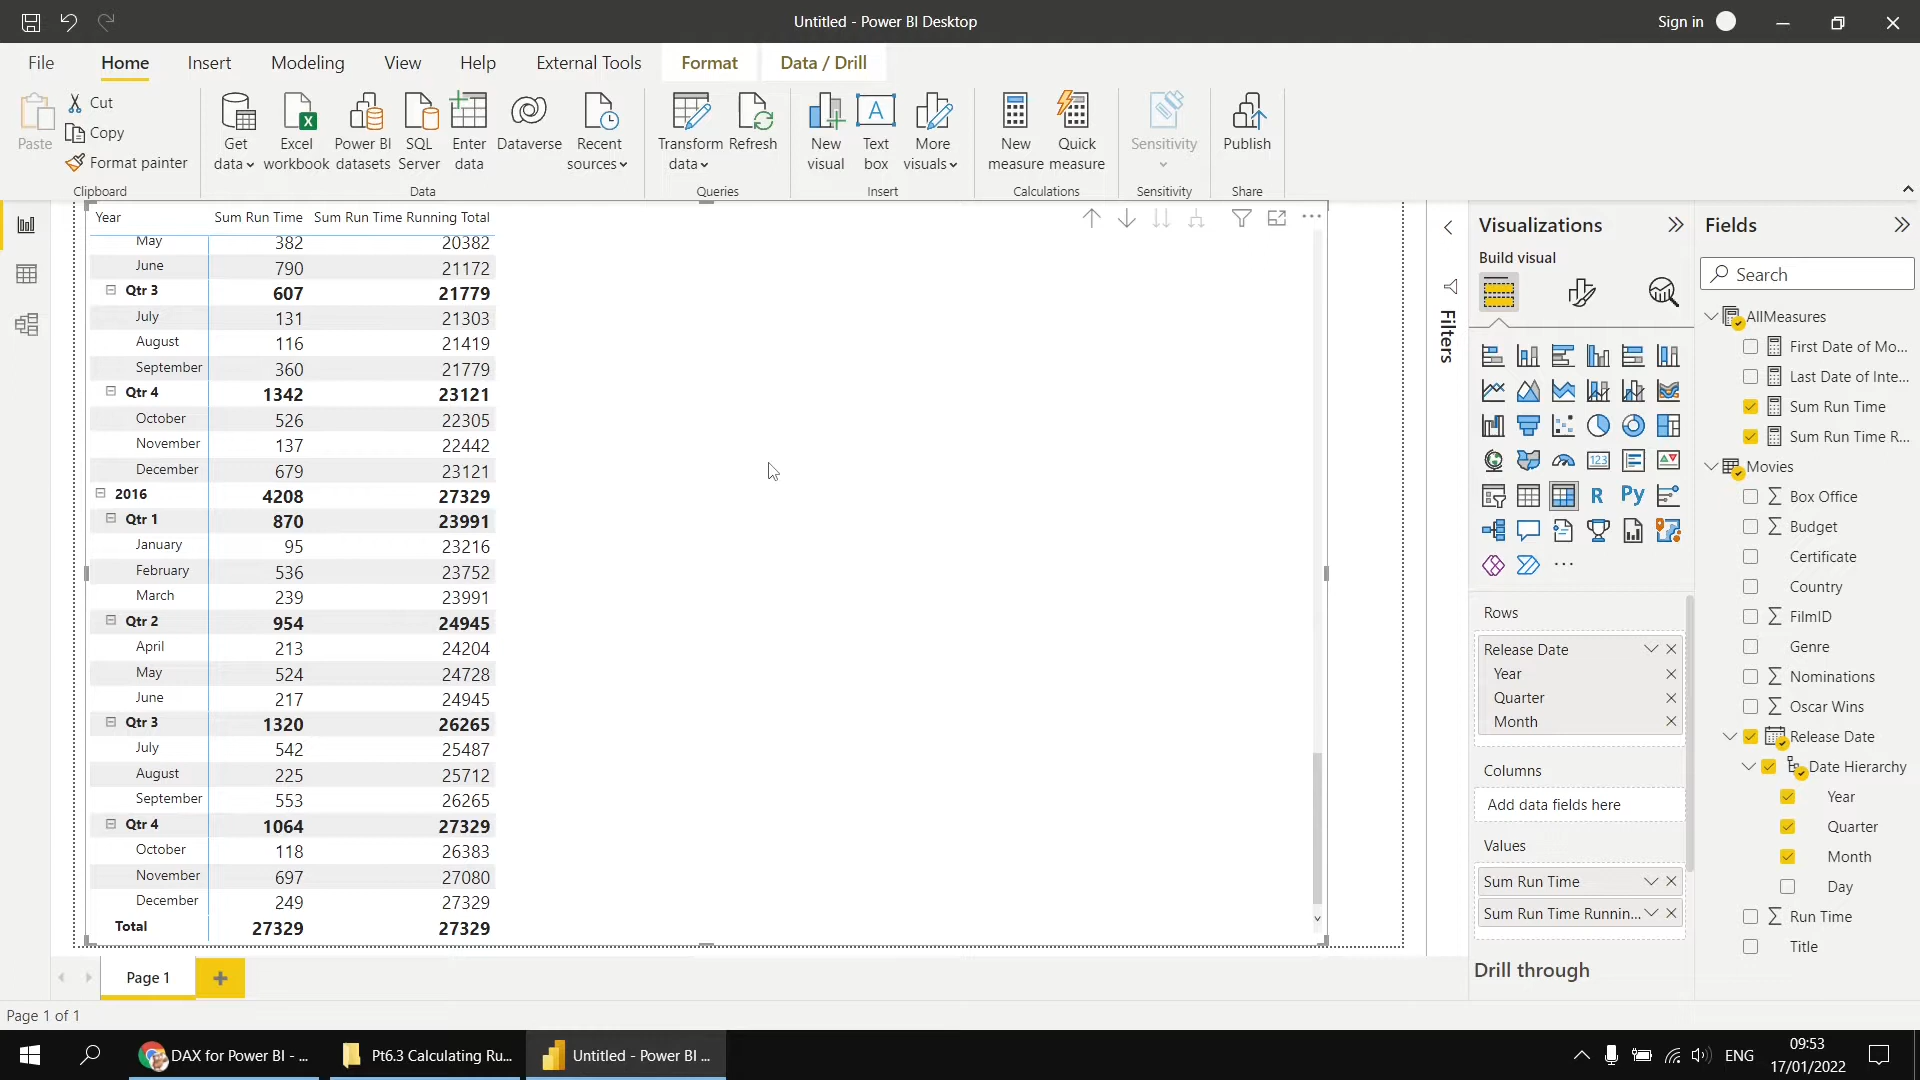 Untitled - Power BI Desktop
Sign in
File Home Insert Modeling View Help External Tools Format Data / Drill
Paste
Cut
Copy
Format painter
Clipboard
Get data
Excel workbook
Power BI datasets
SQL Server
Enter data
Dataverse
Recent sources
Data
Transform data
Refresh
Queries
New visual
Text box
More visuals
Insert
New measure
Quick measure
Calculations
Sensitivity
Sensitivity
Publish
Share
Year Sum Run Time Sum Run Time Running Total
May 382 20382
June 790 21172
Qtr 3 607 21779
July 131 21303
August 116 21419
September 360 21779
Qtr 4 1342 23121
October 526 22305
November 137 22442
December 679 23121
2016 4208 27329
Qtr 1 870 23991
January 95 23216
February 536 23752
March 239 23991
Qtr 2 954 24945
April 213 24204
May 524 24728
June 217 24945
Qtr 3 1320 26265
July 542 25487
August 225 25712
September 553 26265
Qtr 4 1064 27329
October 118 26383
November 697 27080
December 249 27329
Total 27329 27329
Filters
Visualizations
Build visual
123
R
Py
Rows
Release Date
Year
Quarter
Month
Columns
Add data fields here
Values
Sum Run Time
Sum Run Time Runnin...
Drill through
Fields
Search
AllMeasures
First Date of Mo...
Last Date of Inte...
Sum Run Time
Sum Run Time R...
Movies
Box Office
Budget
Certificate
Country
FilmID
Genre
Nominations
Oscar Wins
Release Date
Date Hierarchy
Year
Quarter
Month
Day
Run Time
Title
Page 1
Page 1 of 1
DAX for Power BI - ...
Pt6.3 Calculating Ru...
Untitled - Power BI ...
ENG
09:53
17/01/2022